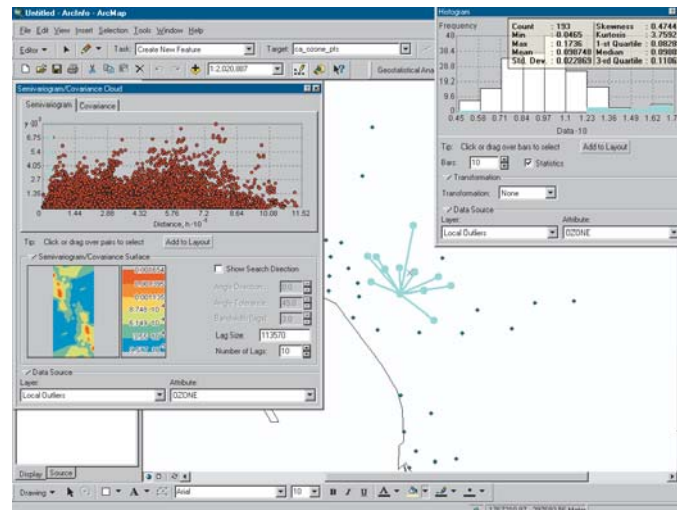 Untitled - ArcInfo - ArcMap
File Edit View Insert Selection Tools Window Help
Editor Task: Create New Feature Target: ca_ozone_pts
1:2,020,887 Geostatistical Ana
Semivariogram/Covariance Cloud
Semivariogram Covariance
6.75
5.4
4.05
2.7
1.35
0 1.44 2.88 4.32 5.76 7.2 8.64 10.08 11.52
Distance, h
Tip: Click or drag over pairs to select Add to Layout
Semivariogram/Covariance Surface
Show Search Direction
Angle Direction: 0.0
Angle Tolerance: 45.0
Lag Size: 113570
Number of Lags: 10
Data Source
Layer: Attribute:
Local Outliers OZONE
Histogram
Frequency
40
38.4
28.8
19.2
9.6
0
Count : 193 Skewness : 0.4744
Min : 0.0465 Kurtosis : 3.7592
Max : 0.1736 1-st Quartile : 0.0828
Mean : 0.098748 Median : 0.0980
Std. Dev. : 0.022869 3-rd Quartile : 0.1106
0.45 0.58 0.71 0.84 0.97 1.1 1.23 1.36 1.49 1.62 1.7
Data
Tip: Click or drag over bars to select Add to Layout
Bars: 10 Statistics
Transformation
Transformation: None
Data Source
Layer: Attribute:
Local Outliers OZONE
Display Source
Drawing A Arial 10 B I U A